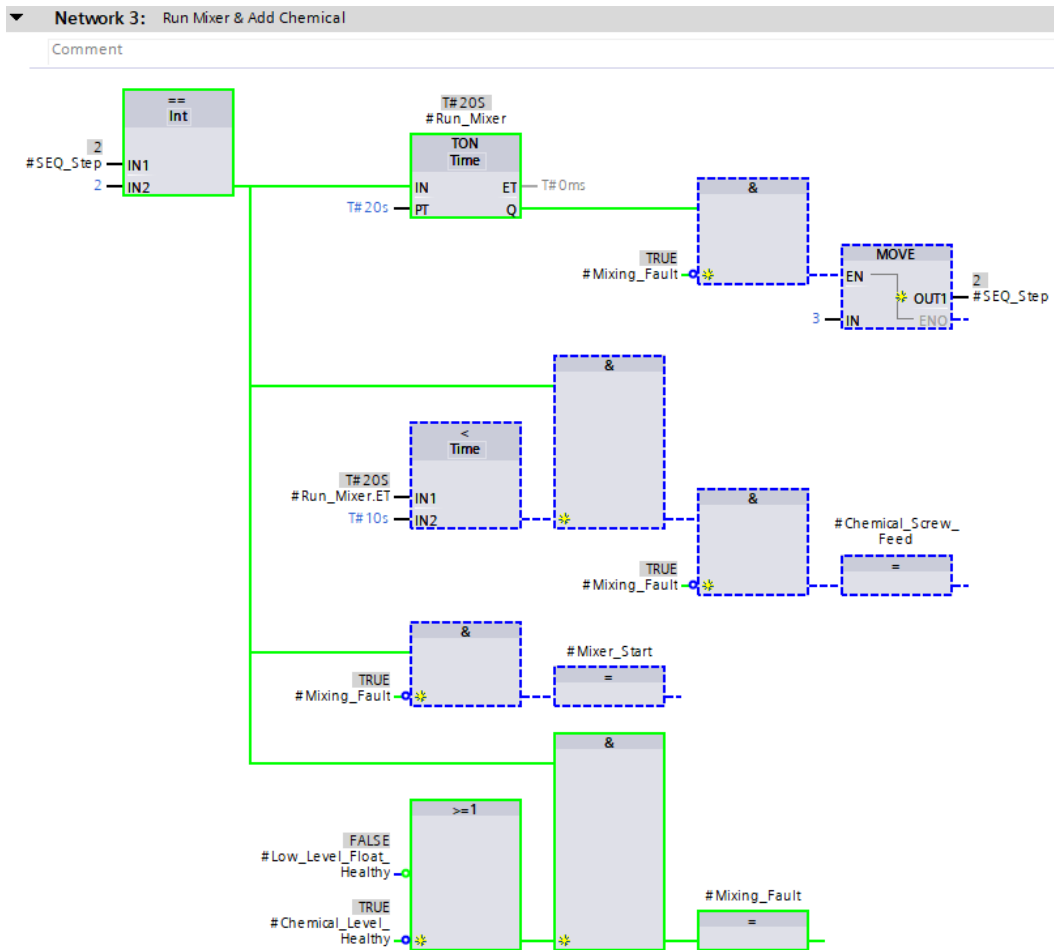 Network 3: Run Mixer & Add Chemical
Comment
==
Int
2
#SEQ_Step
IN1
2
IN2
T#20S
#Run_Mixer
TON
Time
IN
ET
T#0ms
T#20s
PT
Q
&
TRUE
#Mixing_Fault
MOVE
EN
OUT1
2
#SEQ_Step
3
IN
ENO
&
<
Time
T#20S
#Run_Mixer.ET
IN1
T#10s
IN2
&
TRUE
#Mixing_Fault
#Chemical_Screw_
Feed
=
&
TRUE
#Mixing_Fault
#Mixer_Start
=
&
>=1
FALSE
#Low_Level_Float_
Healthy
TRUE
#Chemical_Level_
Healthy
#Mixing_Fault
=